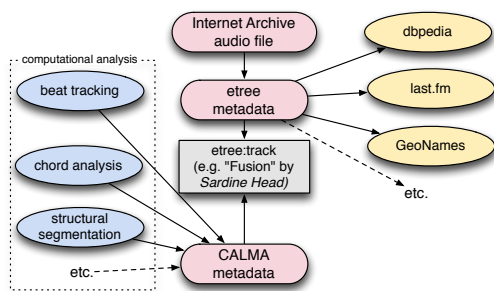 Internet Archive
audio file
dbpedia
computational analysis
beat tracking
etree
metadata
last.fm
etree:track
(e.g. "Fusion" by
Sardine Head)
GeoNames
chord analysis
etc.
structural
segmentation
etc.
CALMA
metadata